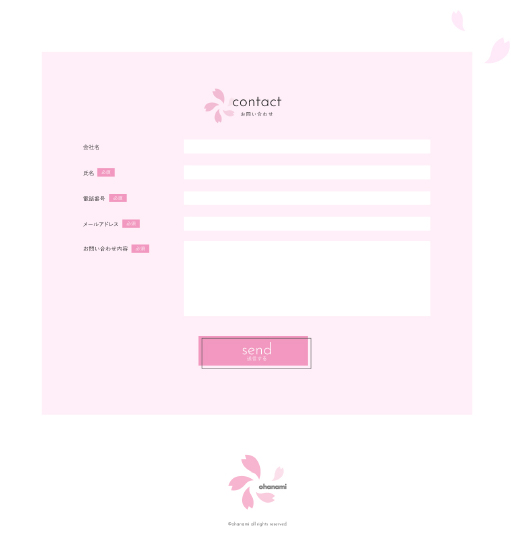 contact
お問い合わせ
会社名
氏名 必須
電話番号 必須
メールアドレス 必須
お問い合わせ内容 必須
send
送信する
ohanami
©ohanami all rights reserved.